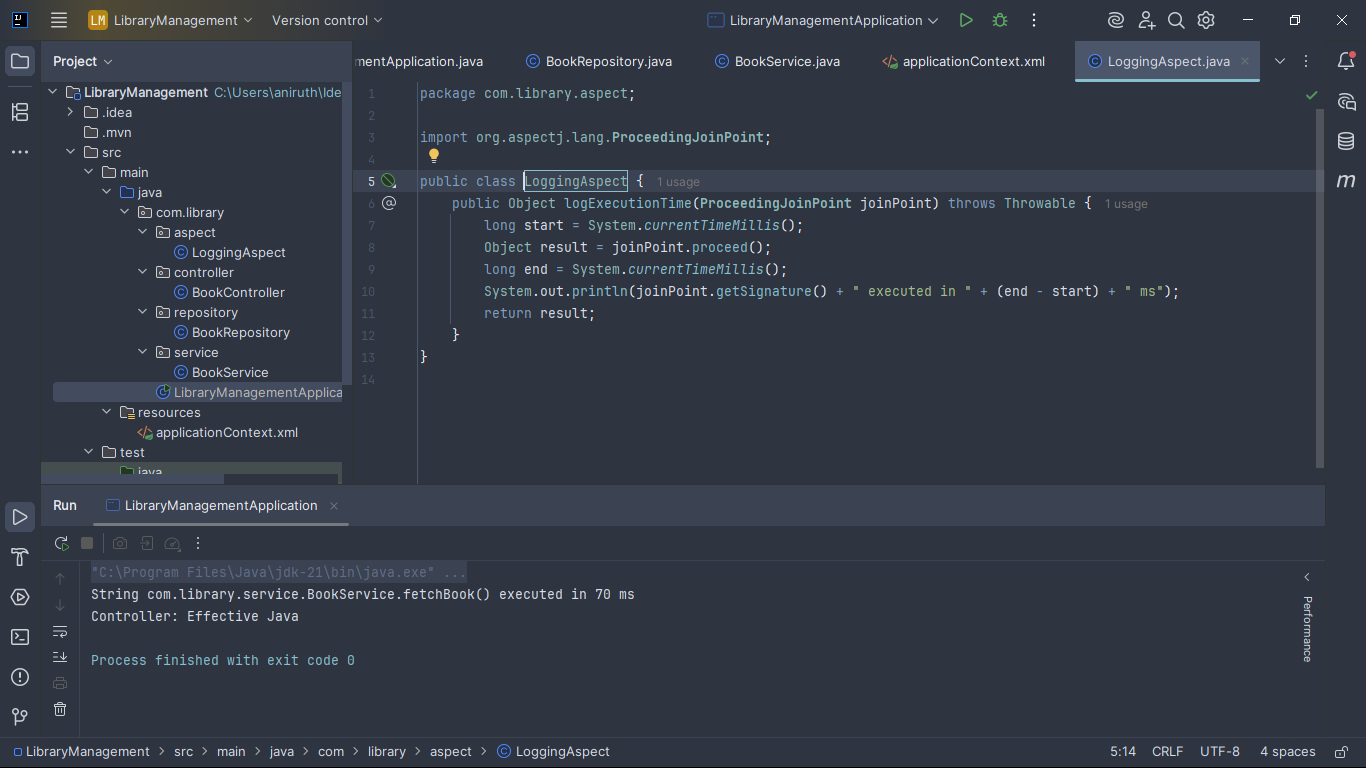 LM LibraryManagement Version control LibraryManagementApplication
Project
mentApplication.java BookRepository.java BookService.java applicationContext.xml LoggingAspect.java
LibraryManagement C:\Users\aniruth\Ide
.idea
.mvn
src
main
java
com.library
aspect
LoggingAspect
controller
BookController
repository
BookRepository
service
BookService
LibraryManagementApplica
resources
applicationContext.xml
test
java
1 package com.library.aspect;
2
3 import org.aspectj.lang.ProceedingJoinPoint;
4
5 public class LoggingAspect { 1 usage
6 public Object logExecutionTime(ProceedingJoinPoint joinPoint) throws Throwable { 1 usage
7 long start = System.currentTimeMillis();
8 Object result = joinPoint.proceed();
9 long end = System.currentTimeMillis();
10 System.out.println(joinPoint.getSignature() + " executed in " + (end - start) + " ms");
11 return result;
12 }
13 }
14
Run LibraryManagementApplication
"C:\Program Files\Java\jdk-21\bin\java.exe" ...
String com.library.service.BookService.fetchBook() executed in 70 ms
Controller: Effective Java
Process finished with exit code 0
Performance
LibraryManagement > src > main > java > com > library > aspect > LoggingAspect 5:14 CRLF UTF-8 4 spaces